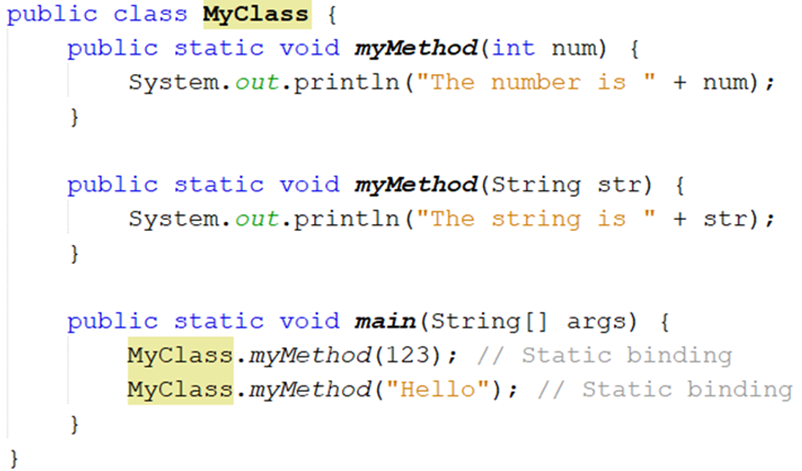 public class MyClass {
public static void myMethod(int num) {
System.out.println("The number is " + num);
}
public static void myMethod(String str) {
System.out.println("The string is " + str);
}
public static void main(String[] args) {
MyClass.myMethod(123); // Static binding
MyClass.myMethod("Hello"); // Static binding
}
}